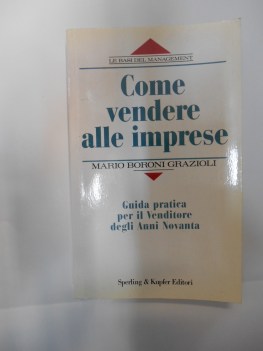 LE BASI DEL MANAGEMENT
Come
vendere
alle imprese
MARIO BORONI GRAZIOLI
Guida pratica
per il Venditore
degli Anni Novanta
Sperling & Kupfer Editori